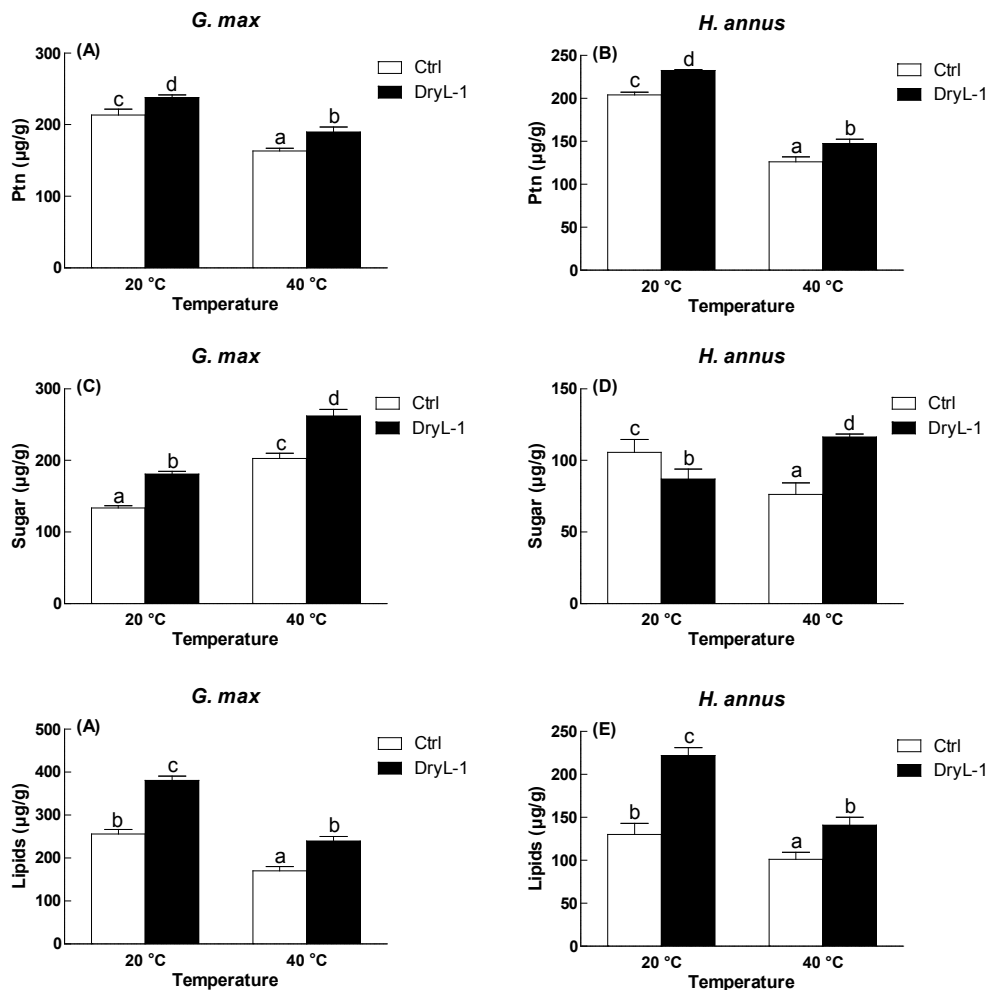 G. max
(A)
Ctrl
DryL-1
300
200
100
0
Ptn (µg/g)
c
d
a
b
20 °C
40 °C
Temperature
H. annus
(B)
Ctrl
DryL-1
250
200
150
100
50
0
Ptn (µg/g)
c
d
a
b
20 °C
40 °C
Temperature
G. max
(C)
Ctrl
DryL-1
300
200
100
0
Sugar (µg/g)
a
b
c
d
20 °C
40 °C
Temperature
H. annus
(D)
Ctrl
DryL-1
150
100
50
0
Sugar (µg/g)
c
b
a
d
20 °C
40 °C
Temperature
G. max
(A)
Ctrl
DryL-1
500
400
300
200
100
0
Lipids (µg/g)
b
c
a
b
20 °C
40 °C
Temperature
H. annus
(E)
Ctrl
DryL-1
250
200
150
100
50
0
Lipids (µg/g)
b
c
a
b
20 °C
40 °C
Temperature